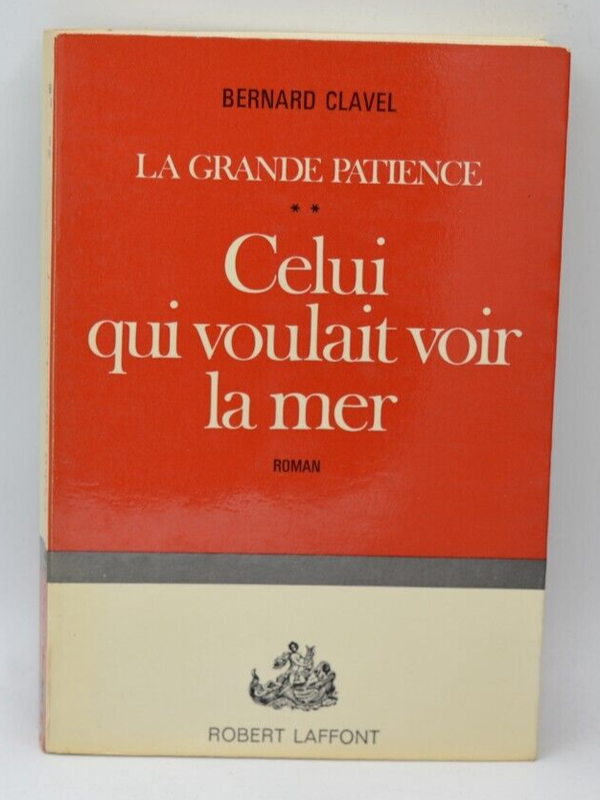 BERNARD CLAVEL
LA GRANDE PATIENCE
* *
Celui
qui voulait voir
la mer
ROMAN
ROBERT LAFFONT